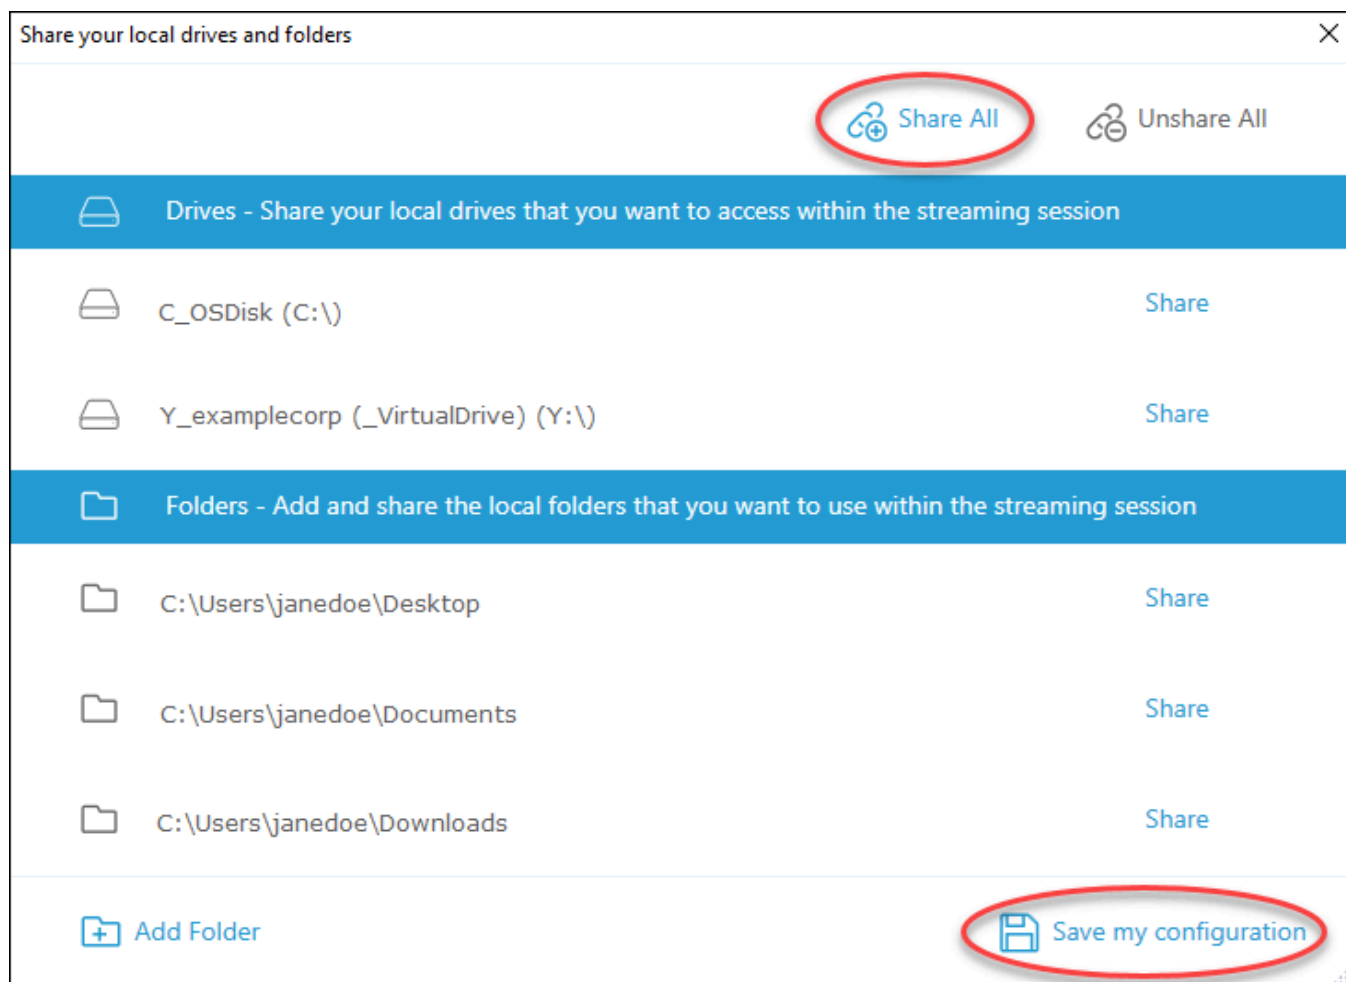 Share your local drives and folders
Share All
Unshare All
Drives - Share your local drives that you want to access within the streaming session
C_OSDisk (C:\)
Share
Y_examplecorp (_VirtualDrive) (Y:\)
Share
Folders - Add and share the local folders that you want to use within the streaming session
C:\Users\janedoe\Desktop
Share
C:\Users\janedoe\Documents
Share
C:\Users\janedoe\Downloads
Share
Add Folder
Save my configuration